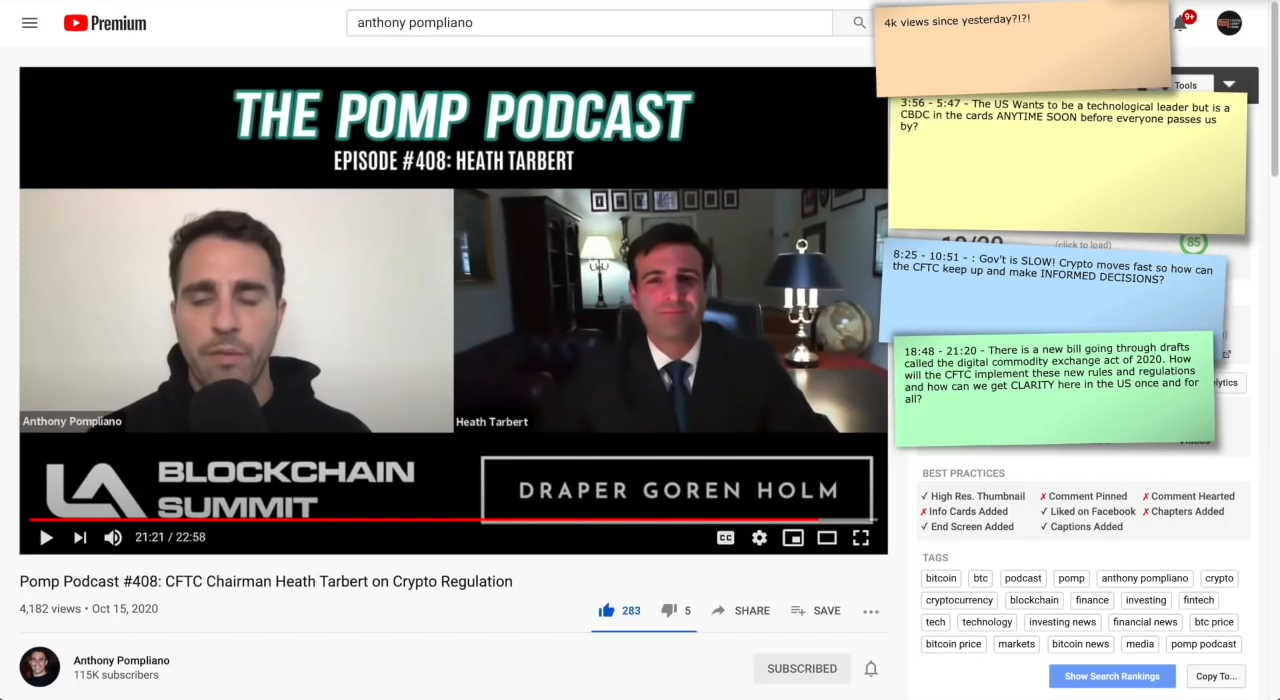 Premium
anthony pompliano
4k views since yesterday?!?!
9+
Tools
THE POMP PODCAST
EPISODE #408: HEATH TARBERT
3:56 - 5:47 - The US Wants to be a technological leader but is a
CBDC in the cards ANYTIME SOON before everyone passes us
by?
(click to load)
85
8:25 - 10:51 - : Gov't is SLOW! Crypto moves fast so how can
the CFTC keep up and make INFORMED DECISIONS?
18:48 - 21:20 - There is a new bill going through drafts
called the digital commodity exchange act of 2020. How
will the CFTC implement these new rules and regulations
and how can we get CLARITY here in the US once and for
all?
Anthony Pompliano
Heath Tarbert
LA BLOCKCHAIN
SUMMIT
DRAPER GOREN HOLM
21:21 / 22:58
CC
Pomp Podcast #408: CFTC Chairman Heath Tarbert on Crypto Regulation
4,182 views • Oct 15, 2020
283
5
SHARE
SAVE
Anthony Pompliano
115K subscribers
SUBSCRIBED
BEST PRACTICES
✓ High Res. Thumbnail ✗ Comment Pinned ✗ Comment Hearted
✗ Info Cards Added ✓ Liked on Facebook ✗ Chapters Added
✓ End Screen Added ✓ Captions Added
TAGS
bitcoin btc podcast pomp anthony pompliano crypto
cryptocurrency blockchain finance investing fintech
tech technology investing news financial news btc price
bitcoin price markets bitcoin news media pomp podcast
Show Search Rankings Copy To...